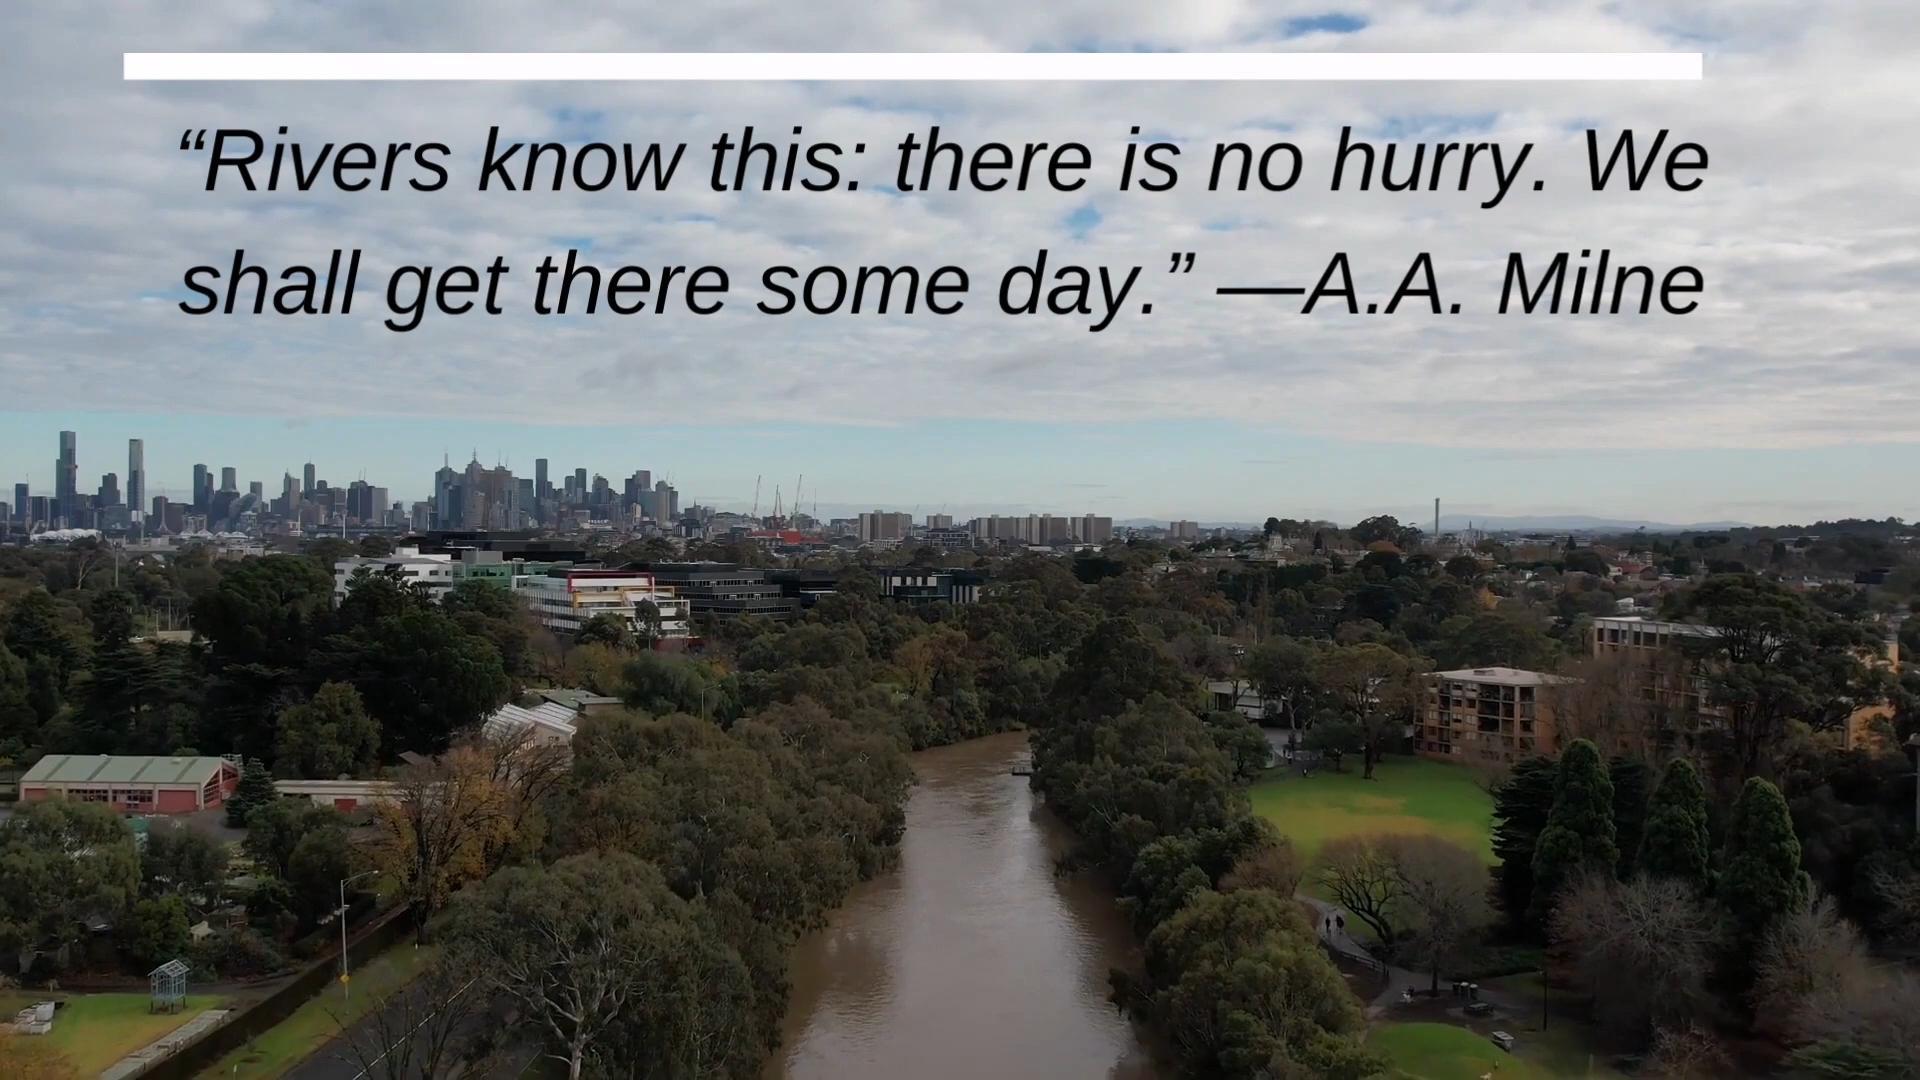 “Rivers know this: there is no hurry. We
shall get there some day.” —A.A. Milne